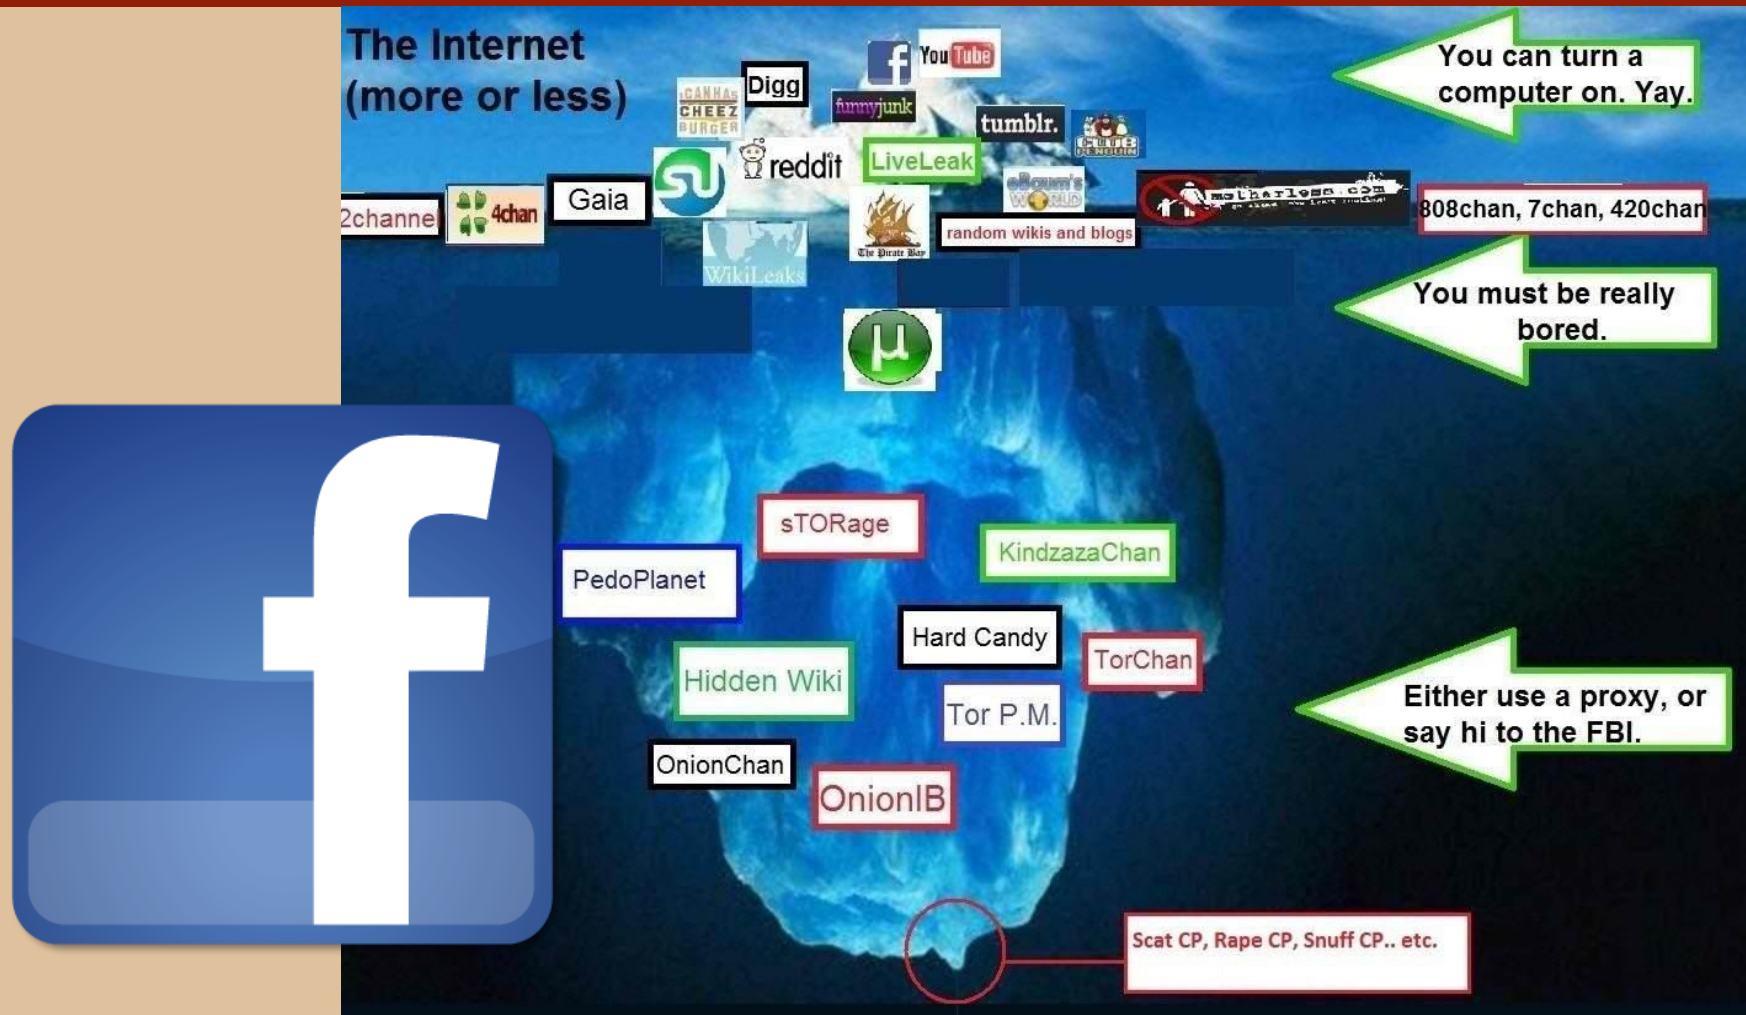 The Internet
(more or less)
f
You Tube
You can turn a
computer on. Yay.
Digg
I CAN HAS
CHEEZ
BURGER
funnyjunk
tumblr.
CLUB
PENGUIN
reddit
LiveLeak
eBaum's
WORLD
motherless.com
2channel
4chan
Gaia
SU
808chan, 7chan, 420chan
The Pirate Bay
random wikis and blogs
WikiLeaks
You must be really
bored.
µ
f
sTORage
KindzazaChan
PedoPlanet
Hard Candy
TorChan
Hidden Wiki
Tor P.M.
Either use a proxy, or
say hi to the FBI.
OnionChan
OnionIB
Scat CP, Rape CP, Snuff CP.. etc.